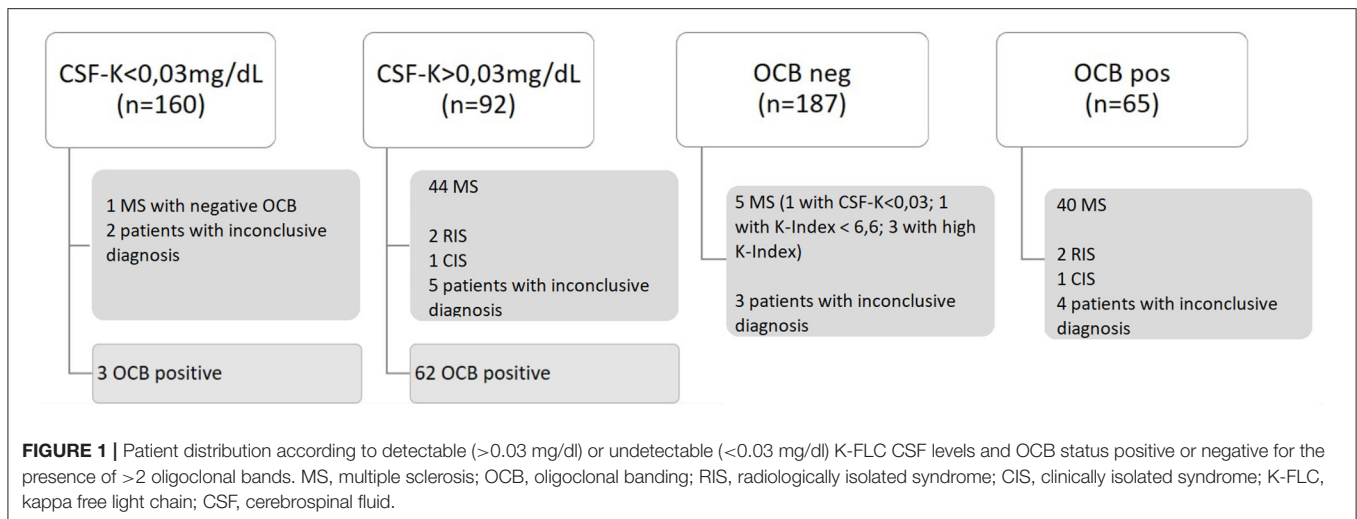 CSF-K<0,03mg/dL
(n=160)
1 MS with negative OCB
2 patients with inconclusive
diagnosis
3 OCB positive
CSF-K>0,03mg/dL
(n=92)
44 MS
2 RIS
1 CIS
5 patients with inconclusive
diagnosis
62 OCB positive
OCB neg
(n=187)
5 MS (1 with CSF-K<0,03; 1
with K-Index < 6,6; 3 with high
K-Index)
3 patients with inconclusive
diagnosis
OCB pos
(n=65)
40 MS
2 RIS
1 CIS
4 patients with inconclusive
diagnosis
FIGURE 1 | Patient distribution according to detectable (>0.03 mg/dl) or undetectable (<0.03 mg/dl) K-FLC CSF levels and OCB status positive or negative for the
presence of >2 oligoclonal bands. MS, multiple sclerosis; OCB, oligoclonal banding; RIS, radiologically isolated syndrome; CIS, clinically isolated syndrome; K-FLC,
kappa free light chain; CSF, cerebrospinal fluid.